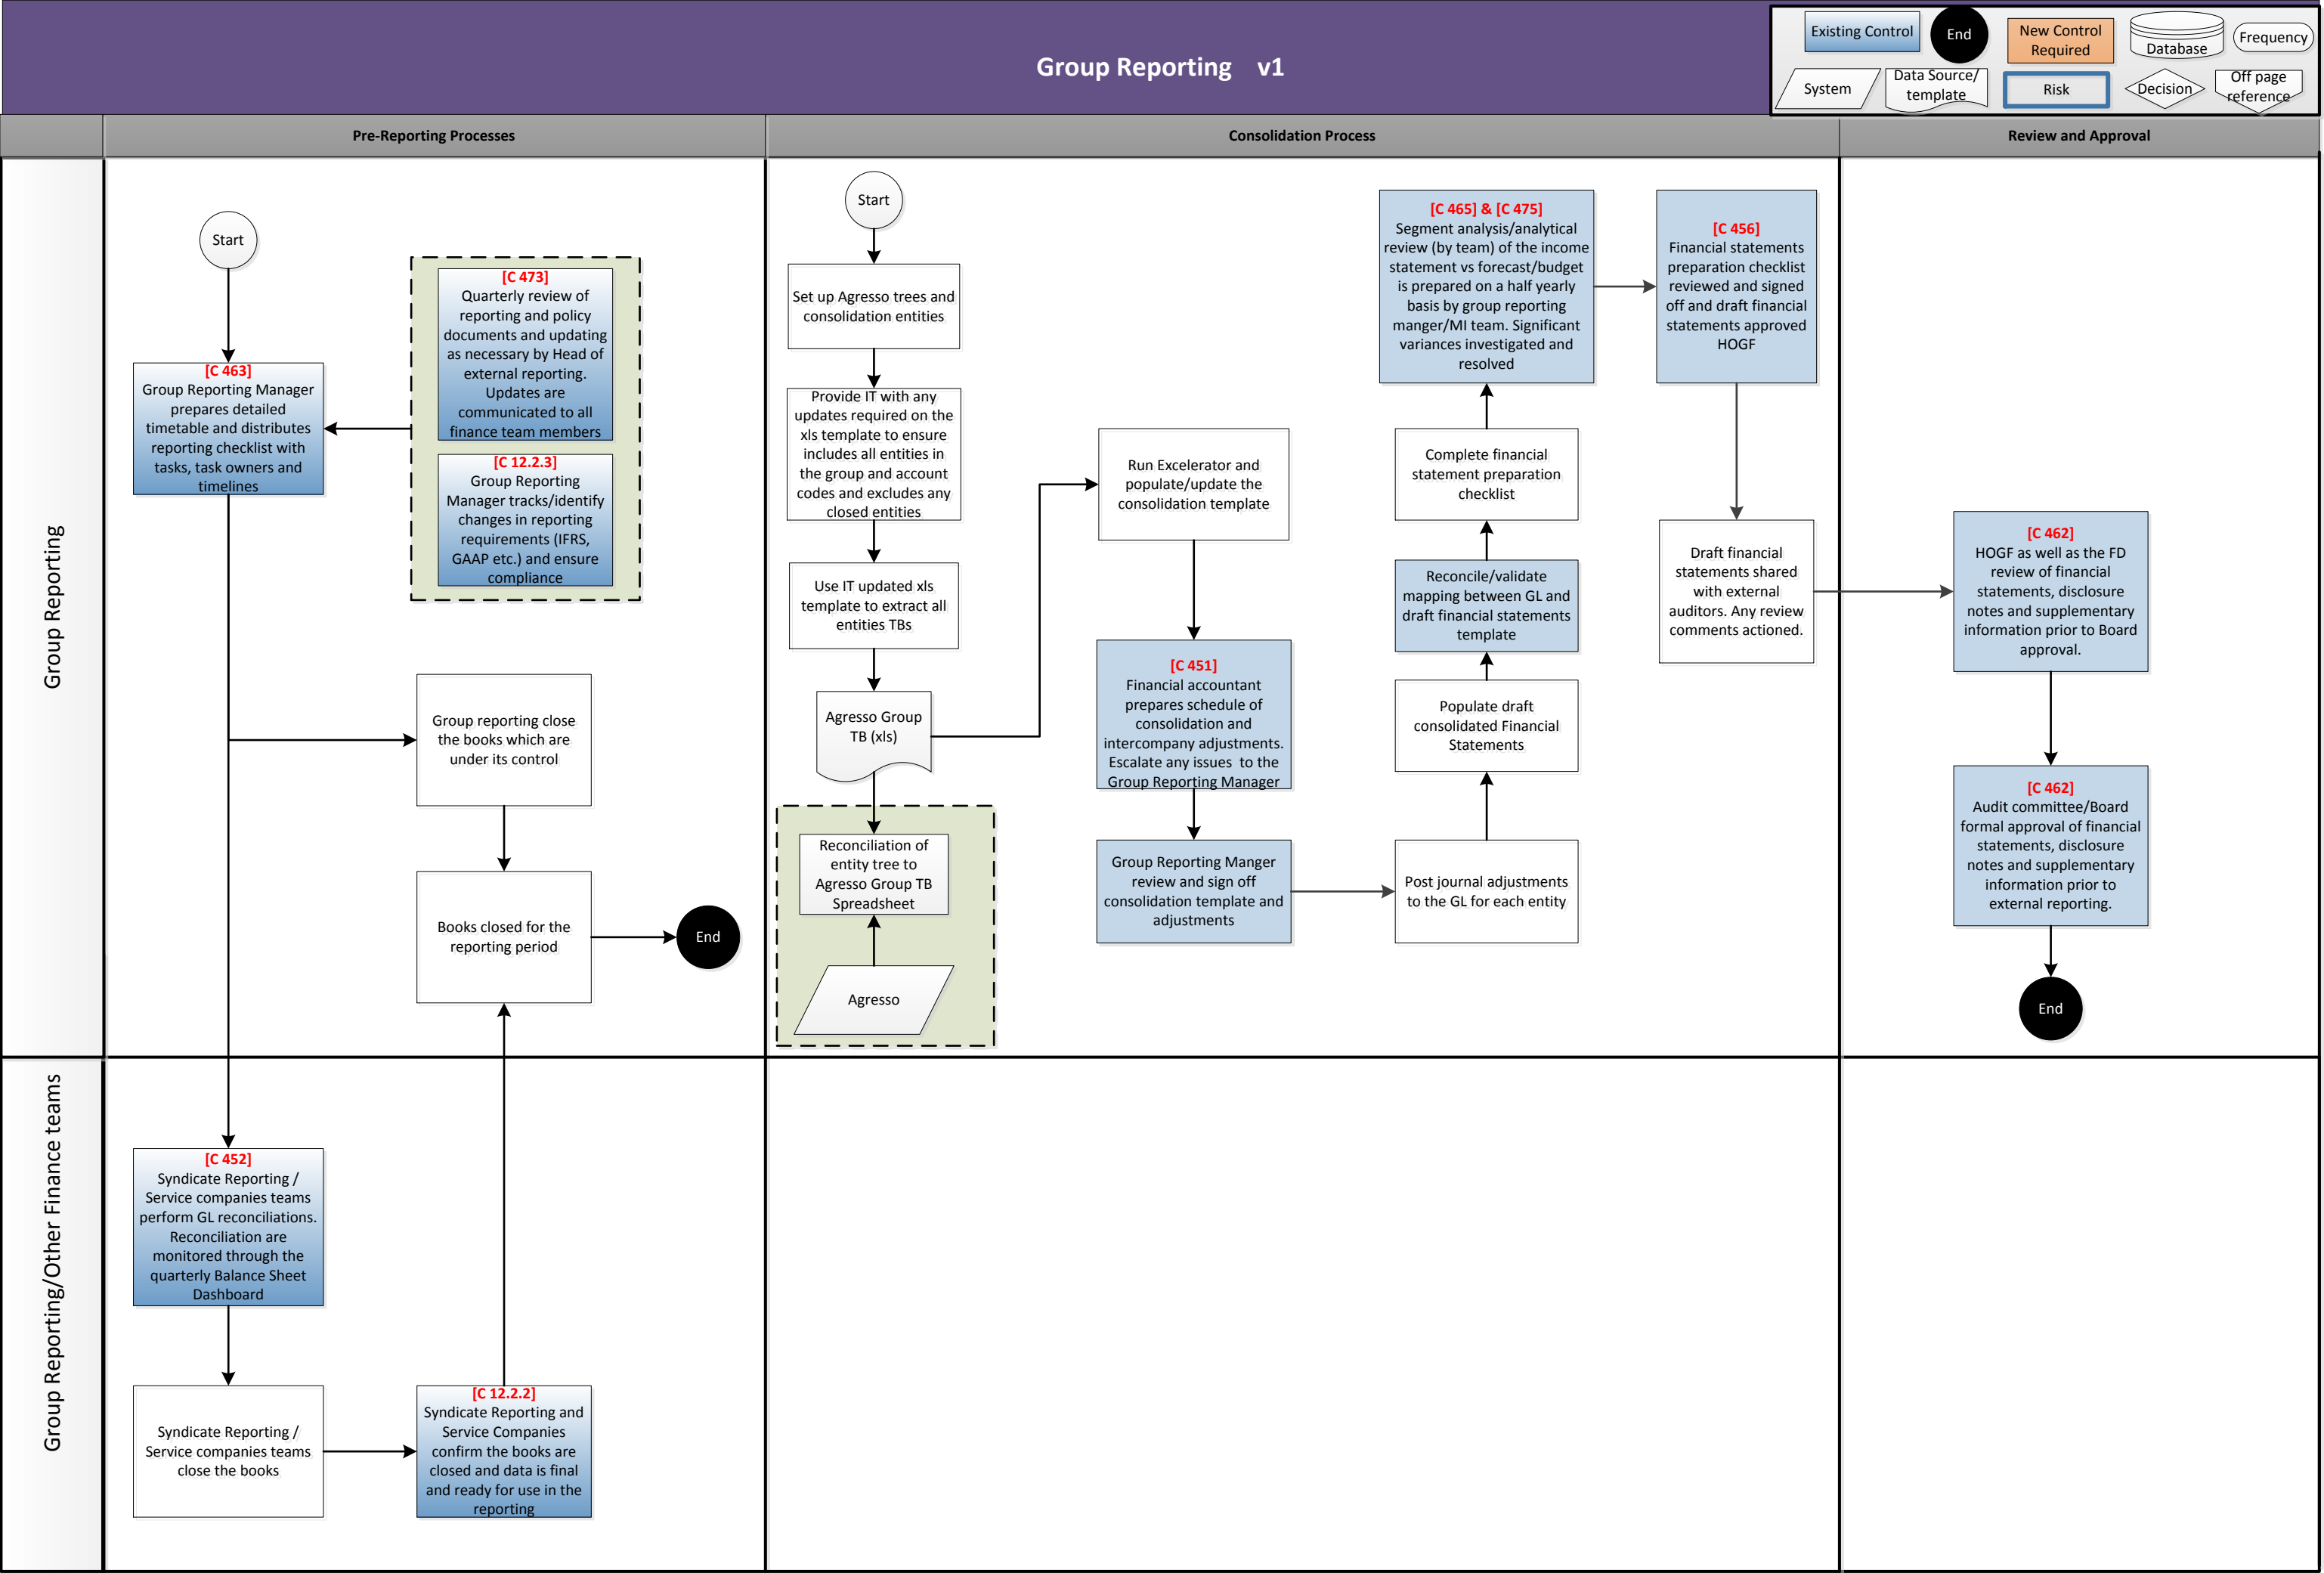 Group Reporting v1
Existing Control
End
New Control
Required
Database
Frequency
System
Data Source/
template
Risk
Decision
Off page
reference
Pre-Reporting Processes
Consolidation Process
Review and Approval
Group Reporting
Start
[C 463]
Group Reporting Manager
prepares detailed
timetable and distributes
reporting checklist with
tasks, task owners and
timelines
[C 473]
Quarterly review of
reporting and policy
documents and updating
as necessary by Head of
external reporting.
Updates are
communicated to all
finance team members
[C 12.2.3]
Group Reporting
Manager tracks/identify
changes in reporting
requirements (IFRS,
GAAP etc.) and ensure
compliance
Group reporting close
the books which are
under its control
Books closed for the
reporting period
End
Start
Set up Agresso trees and
consolidation entities
Provide IT with any
updates required on the
xls template to ensure
includes all entities in
the group and account
codes and excludes any
closed entities
Use IT updated xls
template to extract all
entities TBs
Agresso Group
TB (xls)
Reconciliation of
entity tree to
Agresso Group TB
Spreadsheet
Agresso
Run Excelerator and
populate/update the
consolidation template
[C 451]
Financial accountant
prepares schedule of
consolidation and
intercompany adjustments.
Escalate any issues to the
Group Reporting Manager
Group Reporting Manger
review and sign off
consolidation template and
adjustments
Post journal adjustments
to the GL for each entity
Populate draft
consolidated Financial
Statements
Reconcile/validate
mapping between GL and
draft financial statements
template
Complete financial
statement preparation
checklist
[C 465] & [C 475]
Segment analysis/analytical
review (by team) of the income
statement vs forecast/budget
is prepared on a half yearly
basis by group reporting
manger/MI team. Significant
variances investigated and
resolved
[C 456]
Financial statements
preparation checklist
reviewed and signed
off and draft financial
statements approved
HOGF
Draft financial
statements shared
with external
auditors. Any review
comments actioned.
[C 462]
HOGF as well as the FD
review of financial
statements, disclosure
notes and supplementary
information prior to Board
approval.
[C 462]
Audit committee/Board
formal approval of financial
statements, disclosure
notes and supplementary
information prior to
external reporting.
End
Group Reporting/Other Finance teams
[C 452]
Syndicate Reporting /
Service companies teams
perform GL reconciliations.
Reconciliation are
monitored through the
quarterly Balance Sheet
Dashboard
Syndicate Reporting /
Service companies teams
close the books
[C 12.2.2]
Syndicate Reporting and
Service Companies
confirm the books are
closed and data is final
and ready for use in the
reporting